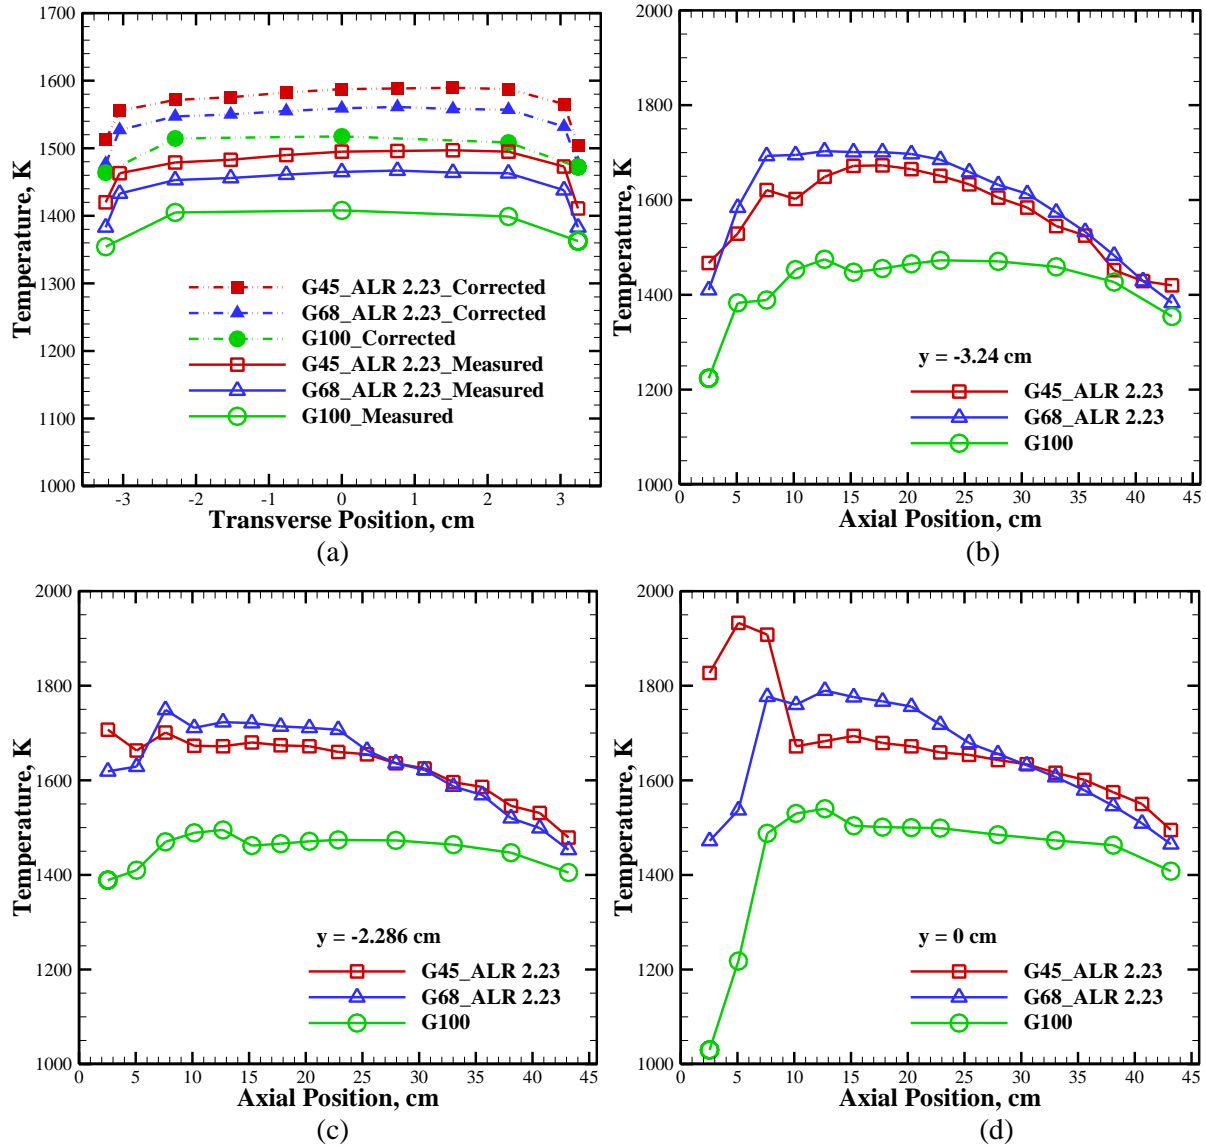 1700
1600
1500
1400
1300
1200
1100
1000
Temperature, K
G45_ALR 2.23_Corrected
G68_ALR 2.23_Corrected
G100_Corrected
G45_ALR 2.23_Measured
G68_ALR 2.23_Measured
G100_Measured
-3 -2 -1 0 1 2 3
Transverse Position, cm
(a)
2000
1800
1600
1400
1200
1000
Temperature, K
y = -3.24 cm
G45_ALR 2.23
G68_ALR 2.23
G100
0 5 10 15 20 25 30 35 40 45
Axial Position, cm
(b)
2000
1800
1600
1400
1200
1000
Temperature, K
y = -2.286 cm
G45_ALR 2.23
G68_ALR 2.23
G100
0 5 10 15 20 25 30 35 40 45
Axial Position, cm
(c)
2000
1800
1600
1400
1200
1000
Temperature, K
y = 0 cm
G45_ALR 2.23
G68_ALR 2.23
G100
0 5 10 15 20 25 30 35 40 45
Axial Position, cm
(d)